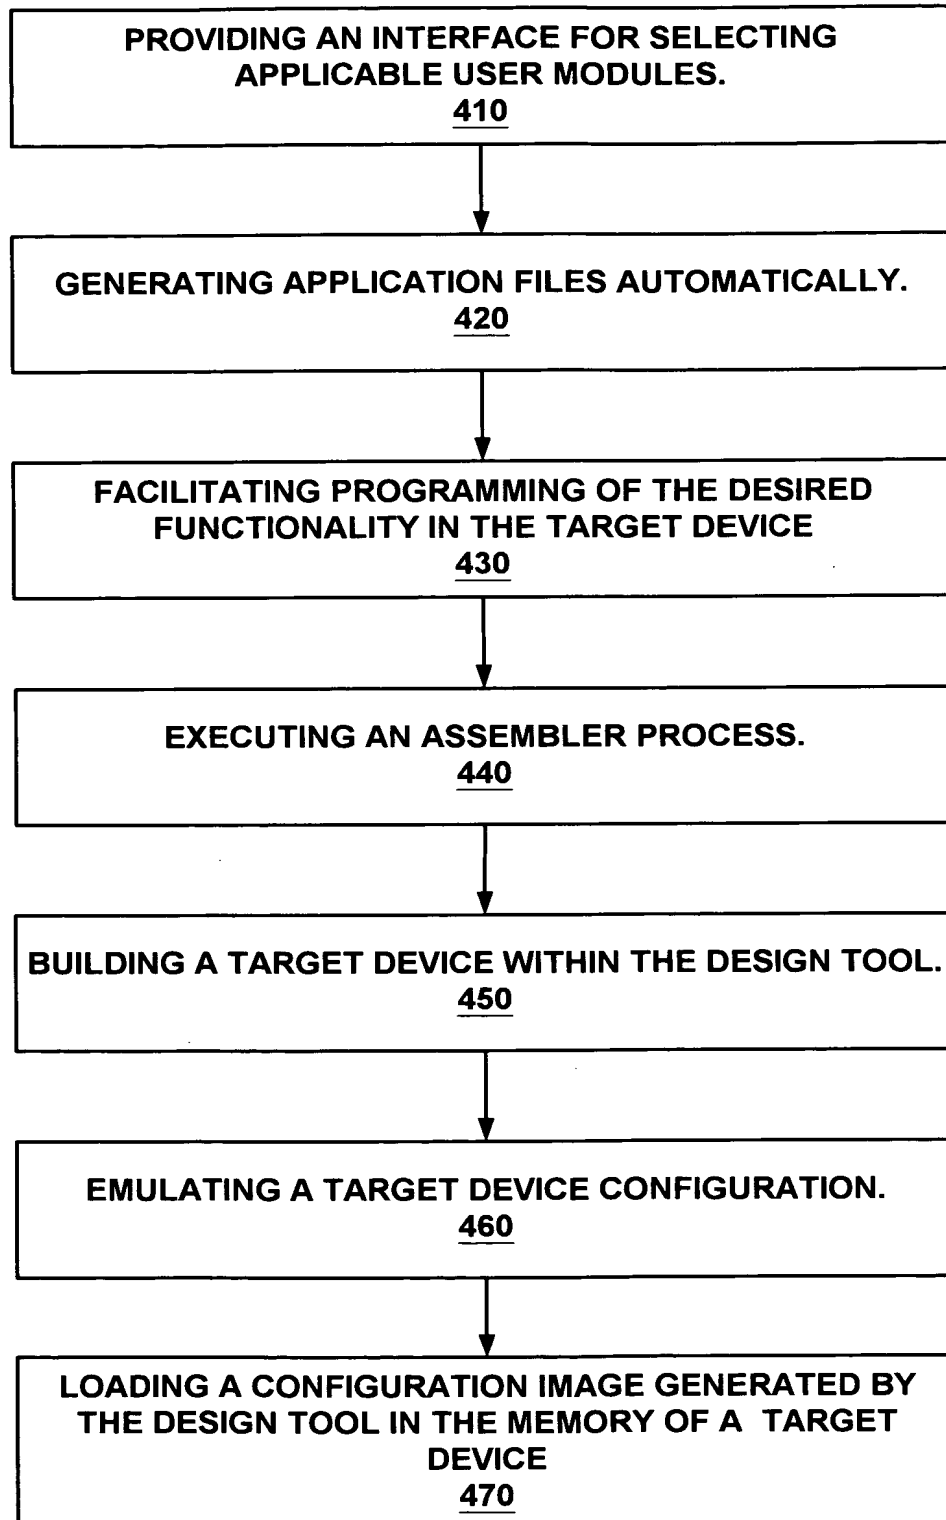 PROVIDING AN INTERFACE FOR SELECTING
APPLICABLE USER MODULES.
410
GENERATING APPLICATION FILES AUTOMATICALLY.
420
FACILITATING PROGRAMMING OF THE DESIRED
FUNCTIONALITY IN THE TARGET DEVICE
430
EXECUTING AN ASSEMBLER PROCESS.
440
BUILDING A TARGET DEVICE WITHIN THE DESIGN TOOL.
450
EMULATING A TARGET DEVICE CONFIGURATION.
460
LOADING A CONFIGURATION IMAGE GENERATED BY
THE DESIGN TOOL IN THE MEMORY OF A TARGET
DEVICE
470